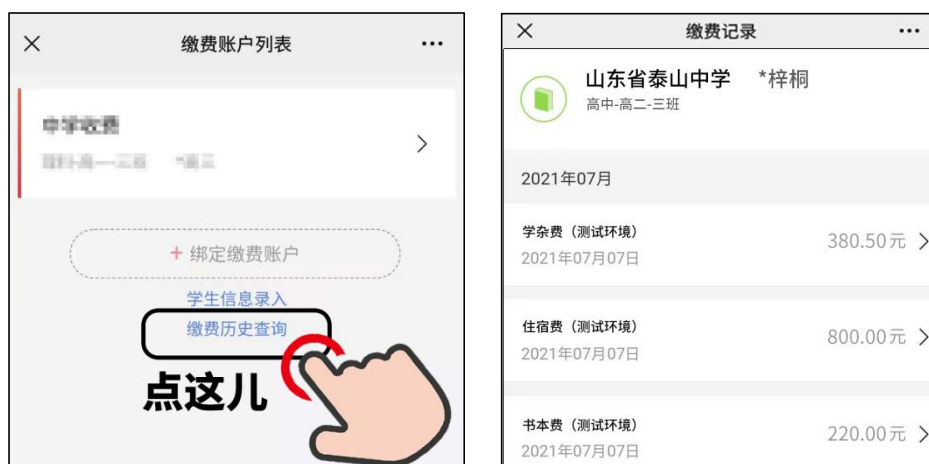 缴费账户列表
+ 绑定缴费账户
学生信息录入
缴费历史查询
点这儿
缴费记录
山东省泰山中学 *梓桐
高中-高二-三班
2021年07月
学杂费（测试环境）
380.50元
2021年07月07日
住宿费（测试环境）
800.00元
2021年07月07日
书本费（测试环境）
220.00元
2021年07月07日